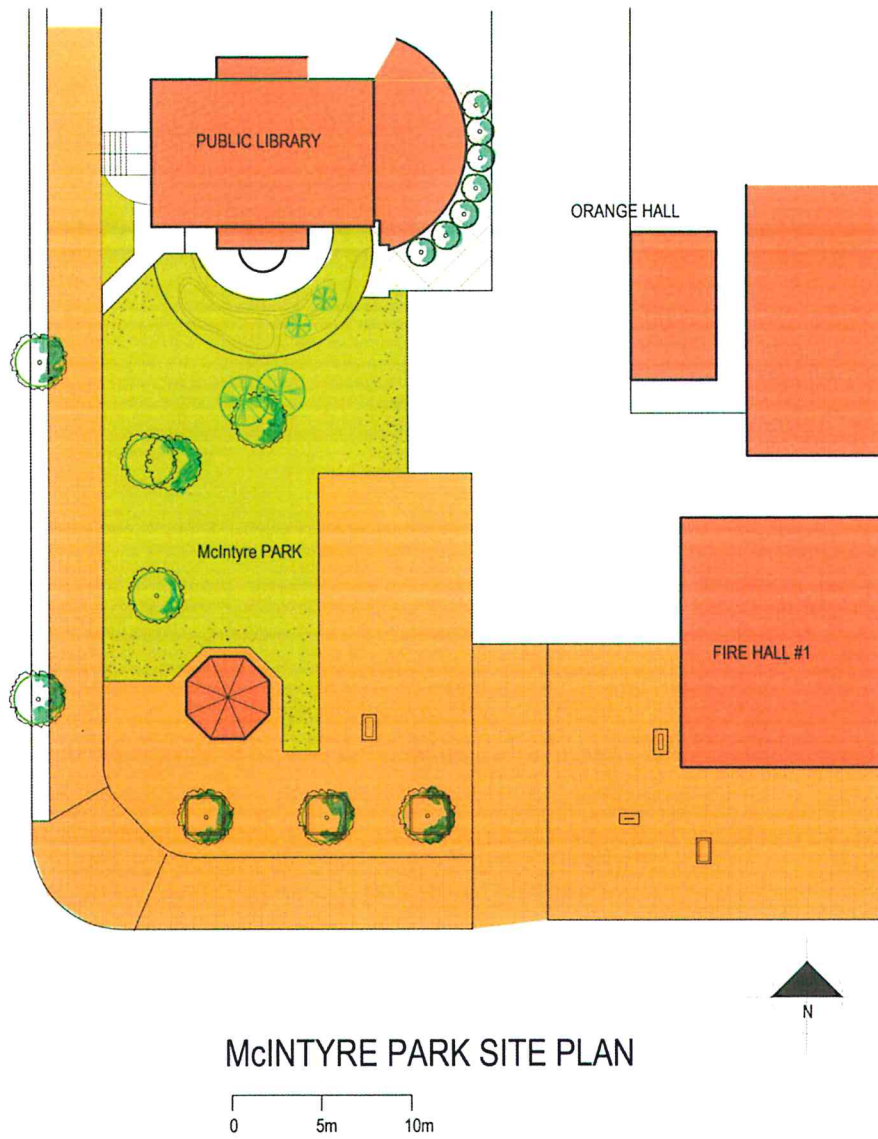 PUBLIC LIBRARY
ORANGE HALL
McIntyre PARK
FIRE HALL #1
N
McINTYRE PARK SITE PLAN
0 5m 10m